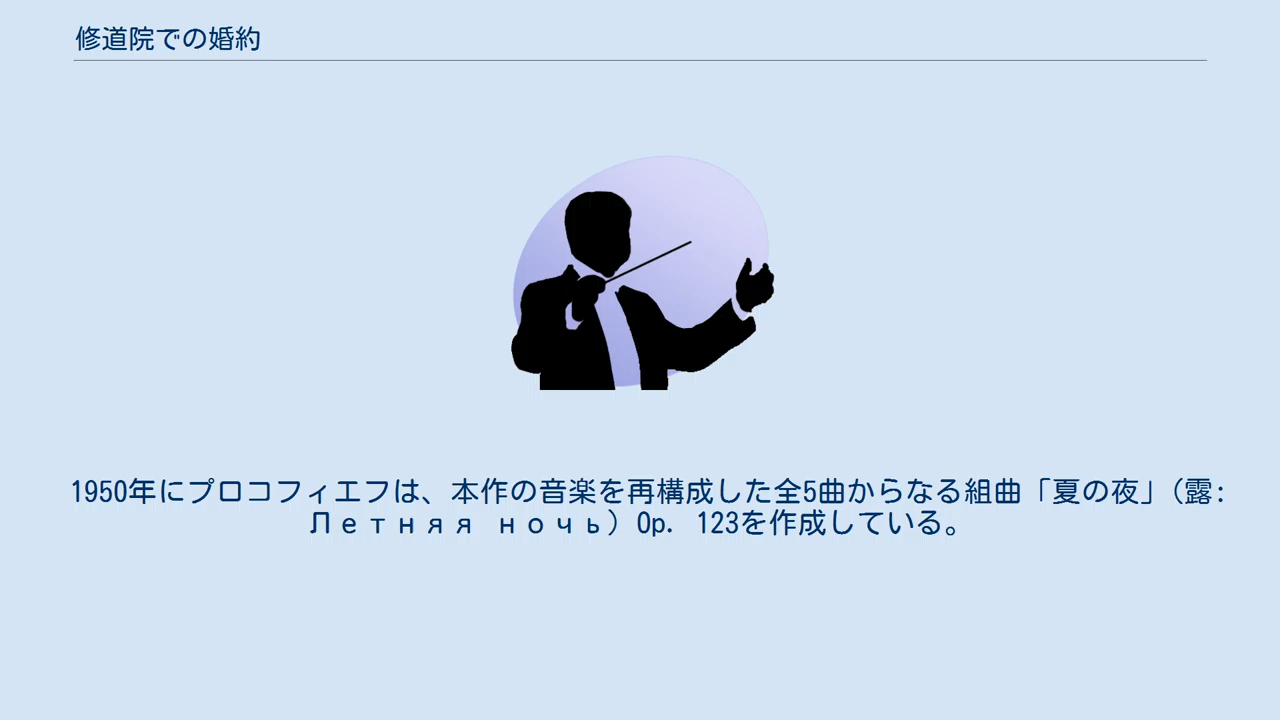 修道院での婚約
1950年にプロコフィエフは、本作の音楽を再構成した全5曲からなる組曲「夏の夜」（露:
Летняя ночь）Op. 123を作成している。